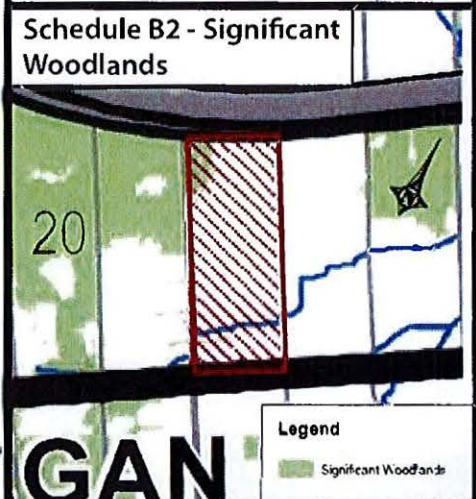 Schedule B2 - Significant
Woodlands
20
GAN
Legend
Significant Woodlands